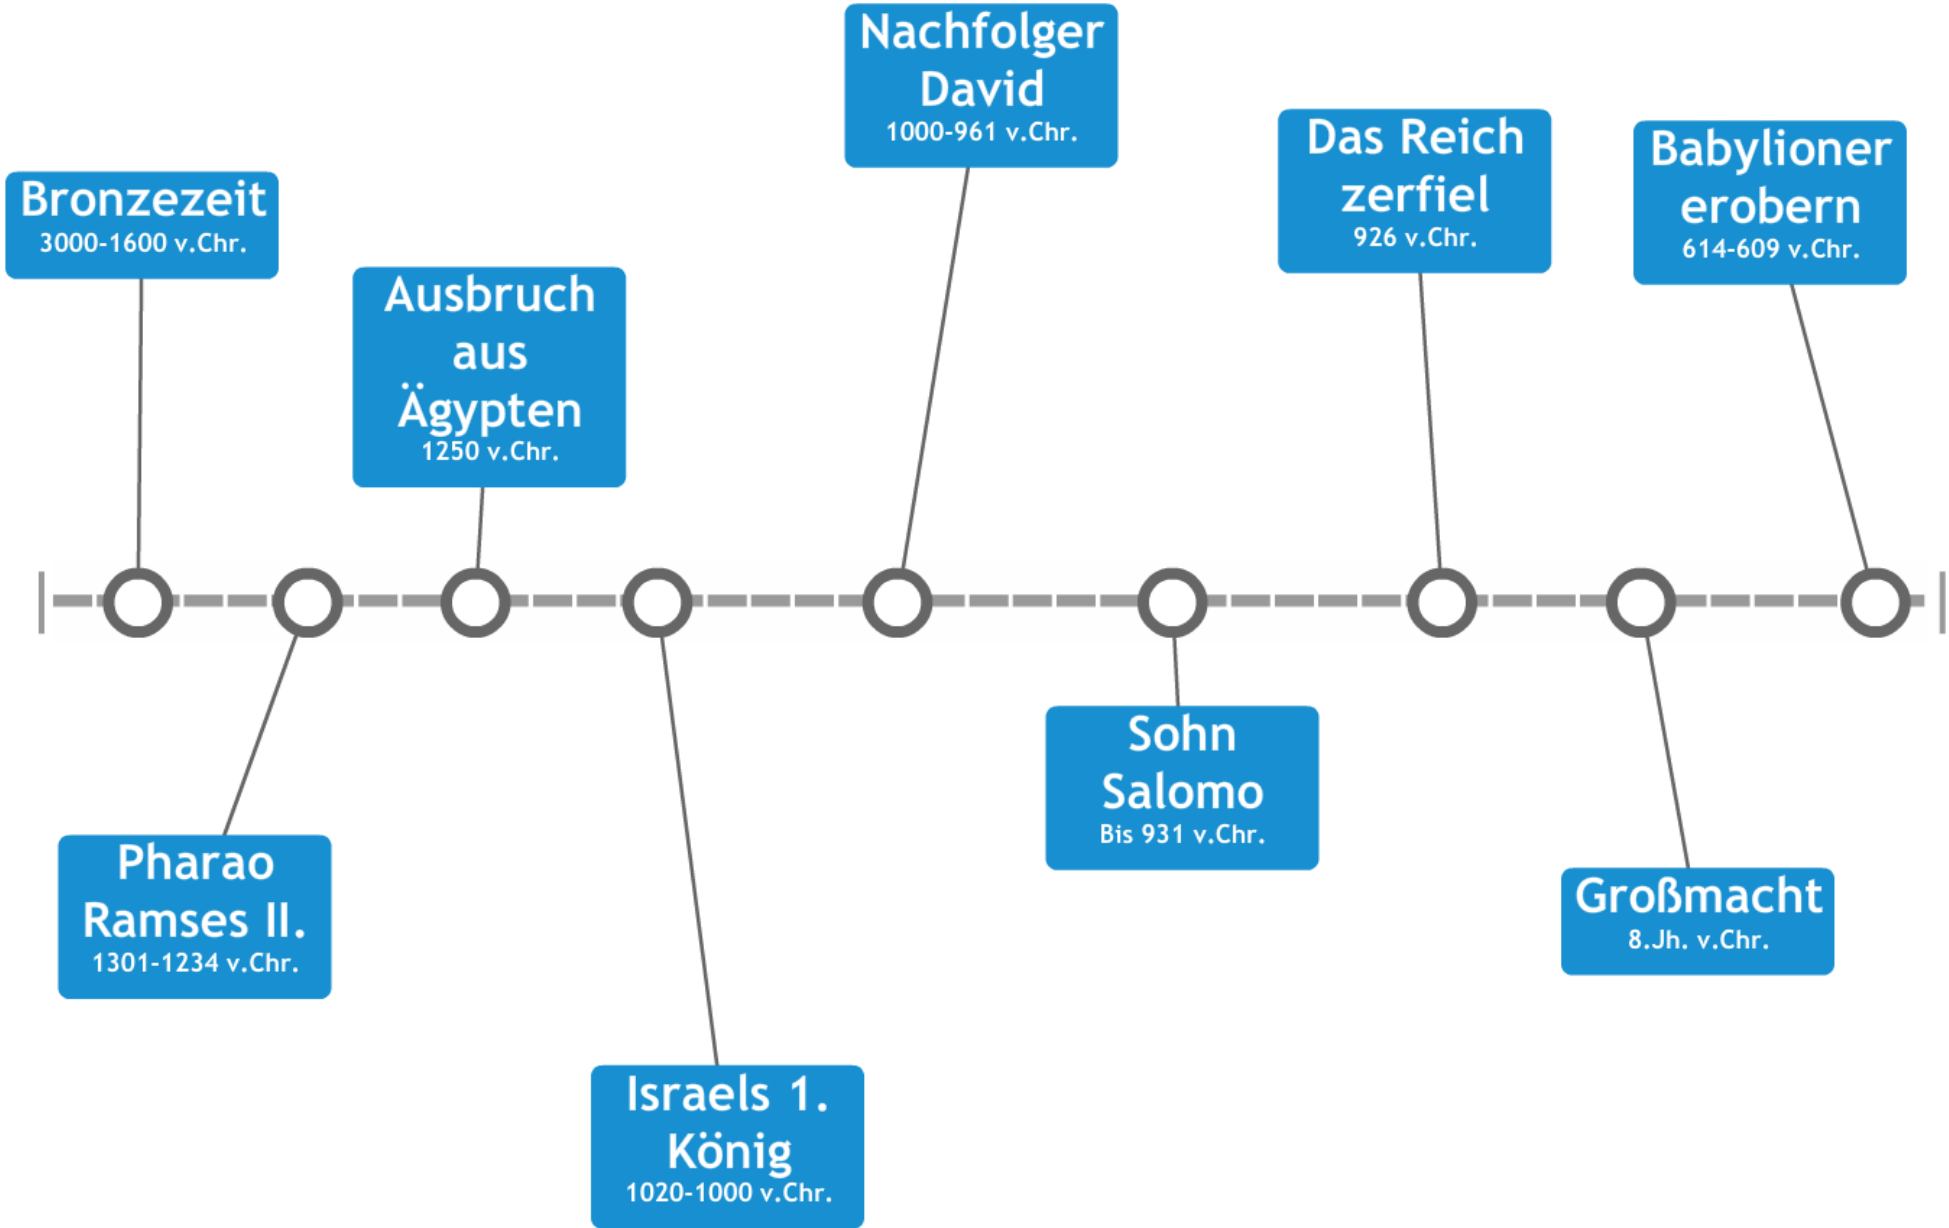 Bronzezeit
3000-1600 v.Chr.
Pharao
Ramses II.
1301-1234 v.Chr.
Ausbruch
aus
Ägypten
1250 v.Chr.
Israels 1.
König
1020-1000 v.Chr.
Nachfolger
David
1000-961 v.Chr.
Sohn
Salomo
Bis 931 v.Chr.
Das Reich
zerfiel
926 v.Chr.
Großmacht
8.Jh. v.Chr.
Babylioner
erobern
614-609 v.Chr.